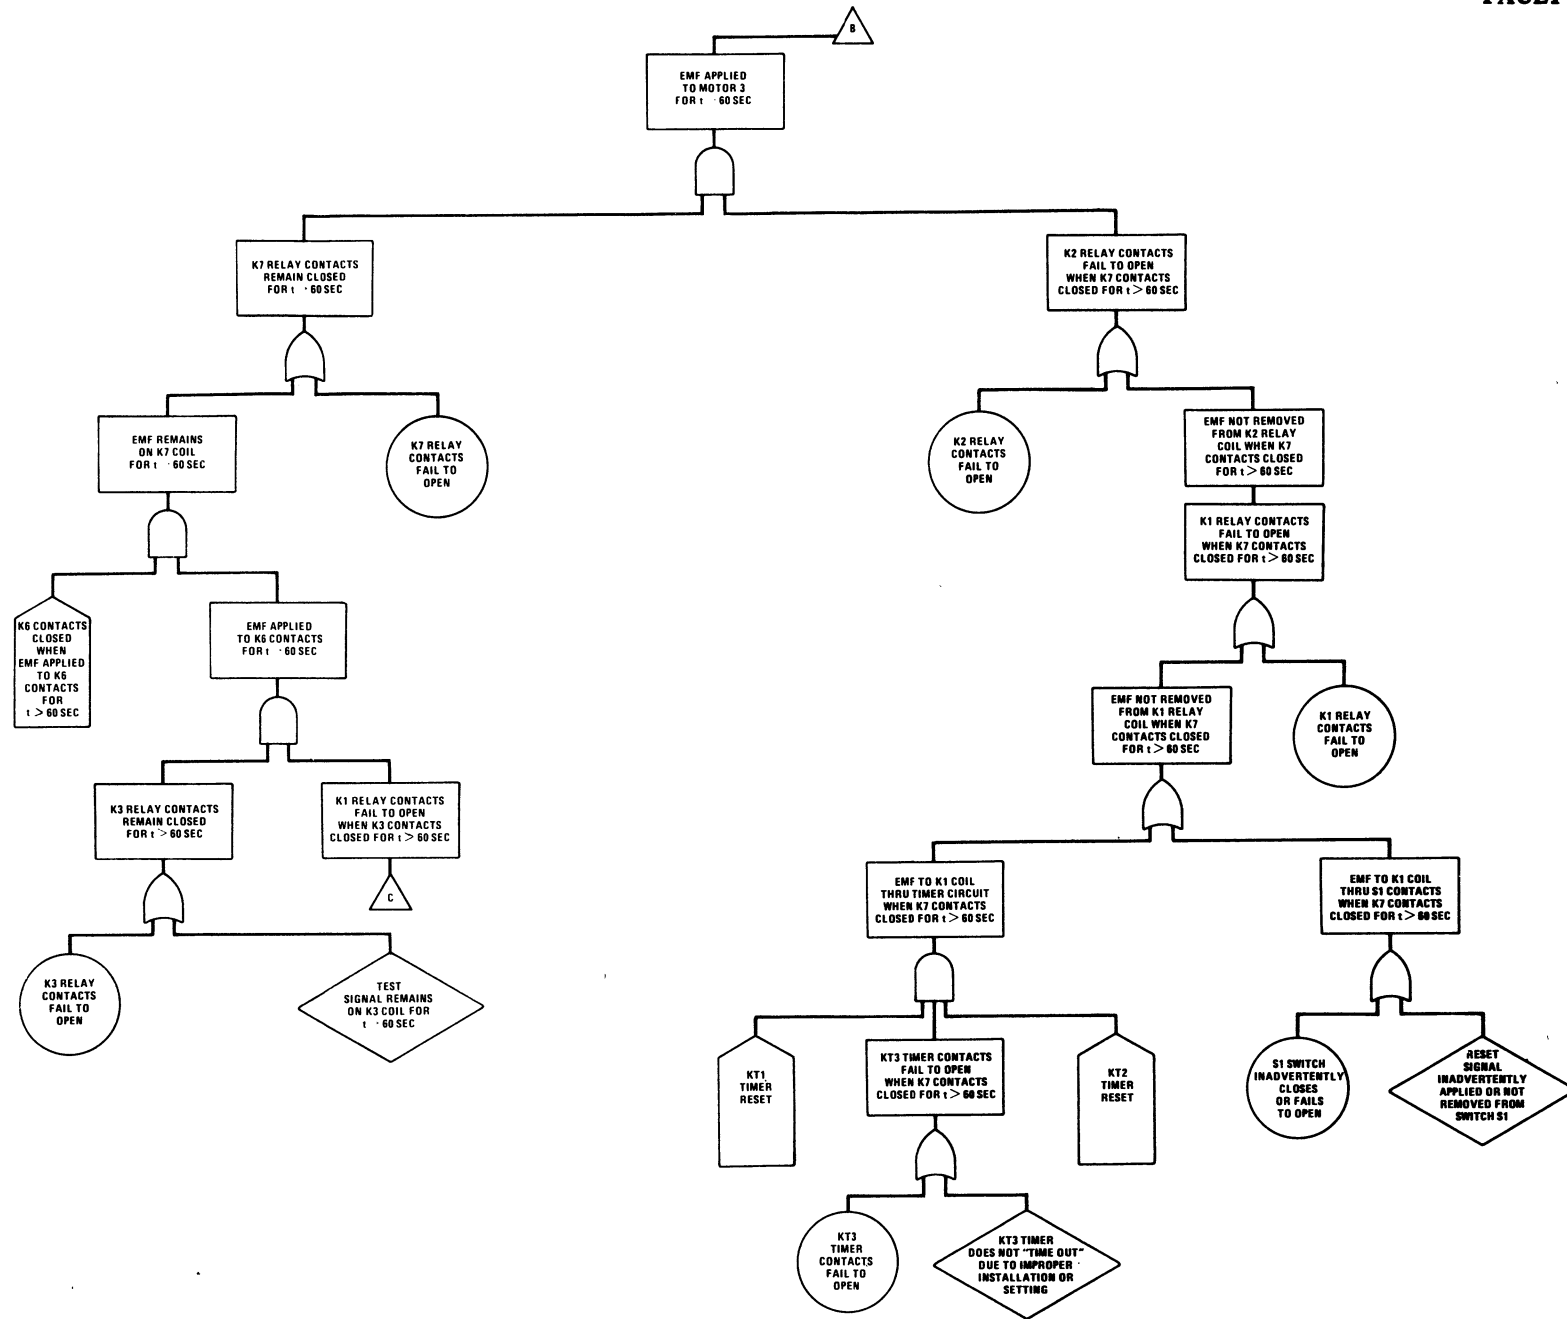 B
EMF APPLIED
TO MOTOR 3
FOR t · 60 SEC
K7 RELAY CONTACTS
REMAIN CLOSED
FOR t · 60 SEC
K2 RELAY CONTACTS
FAIL TO OPEN
WHEN K7 CONTACTS
CLOSED FOR t > 60 SEC
EMF REMAINS
ON K7 COIL
FOR t · 60 SEC
K7 RELAY
CONTACTS
FAIL TO
OPEN
K2 RELAY
CONTACTS
FAIL TO
OPEN
EMF NOT REMOVED
FROM K2 RELAY
COIL WHEN K7
CONTACTS CLOSED
FOR t > 60 SEC
K1 RELAY CONTACTS
FAIL TO OPEN
WHEN K7 CONTACTS
CLOSED FOR t > 60 SEC
K6 CONTACTS
CLOSED
WHEN
EMF APPLIED
TO K6
CONTACTS
FOR
t > 60 SEC
EMF APPLIED
TO K6 CONTACTS
FOR t · 60 SEC
EMF NOT REMOVED
FROM K1 RELAY
COIL WHEN K7
CONTACTS CLOSED
FOR t > 60 SEC
K1 RELAY
CONTACTS
FAIL TO
OPEN
K3 RELAY CONTACTS
REMAIN CLOSED
FOR t > 60 SEC
K1 RELAY CONTACTS
FAIL TO OPEN
WHEN K3 CONTACTS
CLOSED FOR t > 60 SEC
C
EMF TO K1 COIL
THRU TIMER CIRCUIT
WHEN K7 CONTACTS
CLOSED FOR t > 60 SEC
EMF TO K1 COIL
THRU S1 CONTACTS
WHEN K7 CONTACTS
CLOSED FOR t > 60 SEC
K3 RELAY
CONTACTS
FAIL TO
OPEN
TEST
SIGNAL REMAINS
ON K3 COIL FOR
t · 60 SEC
KT1
TIMER
RESET
KT3 TIMER CONTACTS
FAIL TO OPEN
WHEN K7 CONTACTS
CLOSED FOR t > 60 SEC
KT2
TIMER
RESET
S1 SWITCH
INADVERTENTLY
CLOSES
OR FAILS
TO OPEN
RESET
SIGNAL
INADVERTENTLY
APPLIED OR NOT
REMOVED FROM
SWITCH S1
KT3
TIMER
CONTACTS
FAIL TO
OPEN
KT3 TIMER
DOES NOT "TIME OUT"
DUE TO IMPROPER
INSTALLATION OR
SETTING